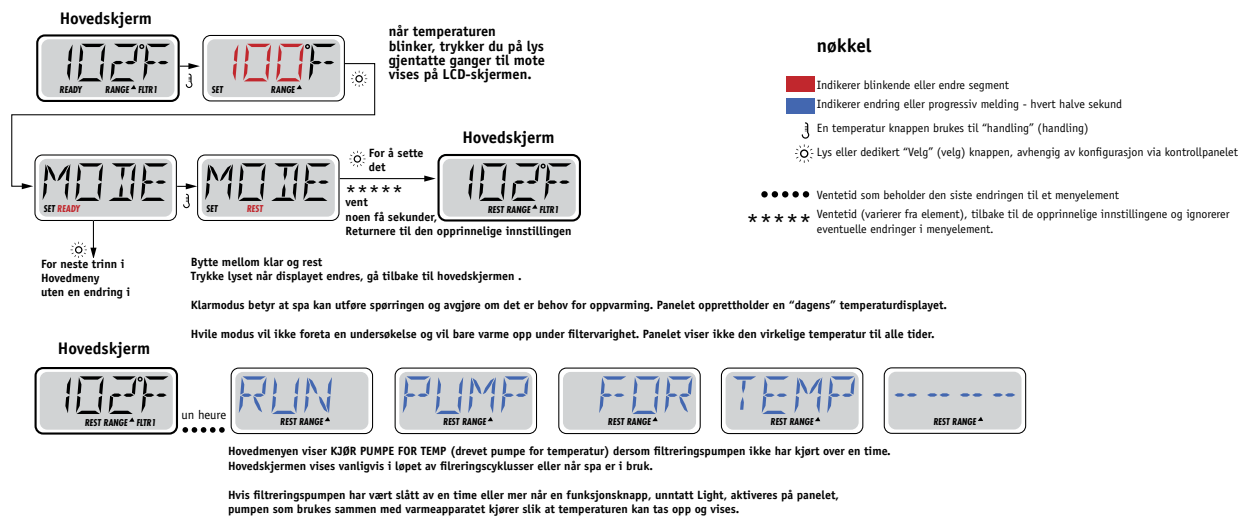 Hovedskjerm
102°F
READY RANGE FLTR1
100°F
SET RANGE
når temperaturen
blinker, trykker du på lys
gjentatte ganger til mote
vises på LCD-skjermen.
nøkkel
Indikerer blinkende eller endre segment
Indikerer endring eller progressiv melding - hvert halve sekund
En temperatur knappen brukes til “handling” (handling)
Lys eller dedikert “Velg” (velg) knappen, avhengig av konfigurasjon via kontrollpanelet
Ventetid som beholder den siste endringen til et menyelement
***** Ventetid (varierer fra element), tilbake til de opprinnelige innstillingene og ignorerer
eventuelle endringer i menyelement.
MODE
SET READY
MODE
SET REST
For å sette
det
*****
vent
noen få sekunder,
Returnere til den opprinnelige innstillingen
Hovedskjerm
102°F
REST RANGE FLTR1
For neste trinn i
Hovedmeny
uten en endring i
Bytte mellom klar og rest
Trykke lyset når displayet endres, gå tilbake til hovedskjermen .
Klarmodus betyr at spa kan utføre spørringen og avgjøre om det er behov for oppvarming. Panelet opprettholder en “dagens” temperaturdisplayet.
Hvile modus vil ikke foreta en undersøkelse og vil bare varme opp under filtervarighet. Panelet viser ikke den virkelige temperatur til alle tider.
Hovedskjerm
102°F
REST RANGE FLTR1
un heure
RUN
REST RANGE
PUMP
REST RANGE
FOR
REST RANGE
TEMP
REST RANGE
-- -- -- --
REST RANGE
Hovedmenyen viser KJØR PUMPE FOR TEMP (drevet pumpe for temperatur) dersom filtreringspumpen ikke har kjørt over en time.
Hovedskjermen vises vanligvis i løpet av filreringscyklusser eller når spa er i bruk.
Hvis filtreringspumpen har vært slått av en time eller mer når en funksjonsknapp, unntatt Light, aktiveres på panelet,
pumpen som brukes sammen med varmeapparatet kjører slik at temperaturen kan tas opp og vises.